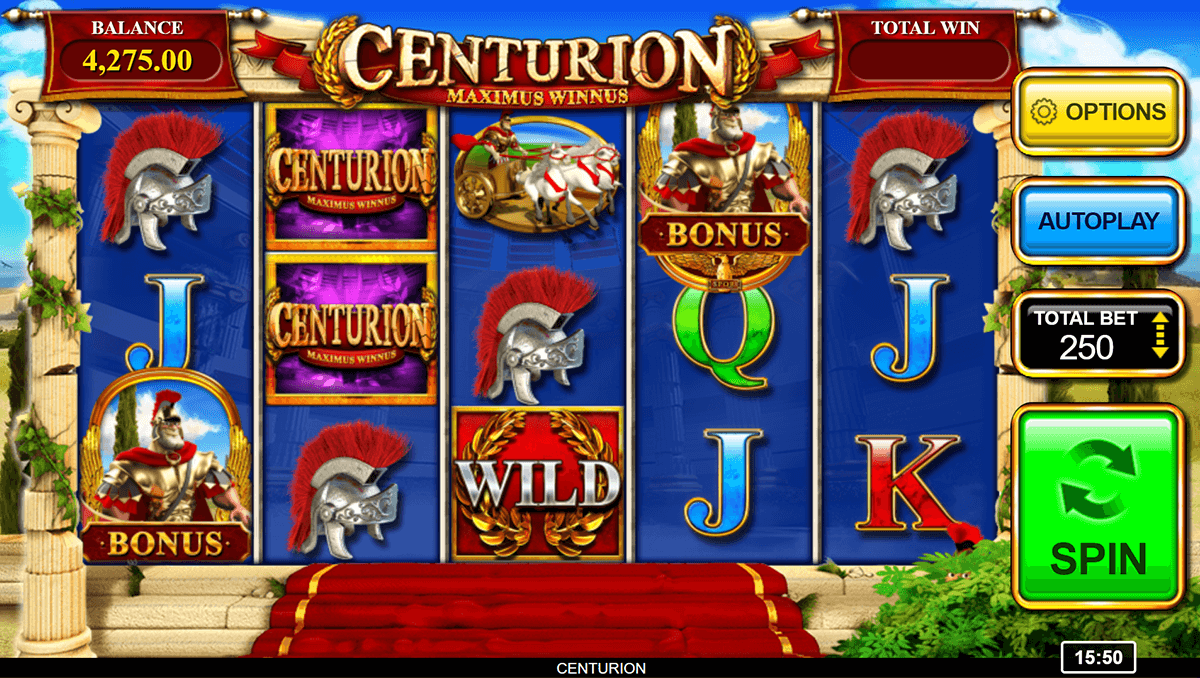 BALANCE
4,275.00
CENTURION
MAXIMUS WINNUS
TOTAL WIN
OPTIONS
CENTURION
MAXIMUS WINNUS
·BONUS·
AUTOPLAY
J
CENTURION
MAXIMUS WINNUS
Q
J
TOTAL BET
250
·BONUS·
WILD
J
K
SPIN
CENTURION
15:50